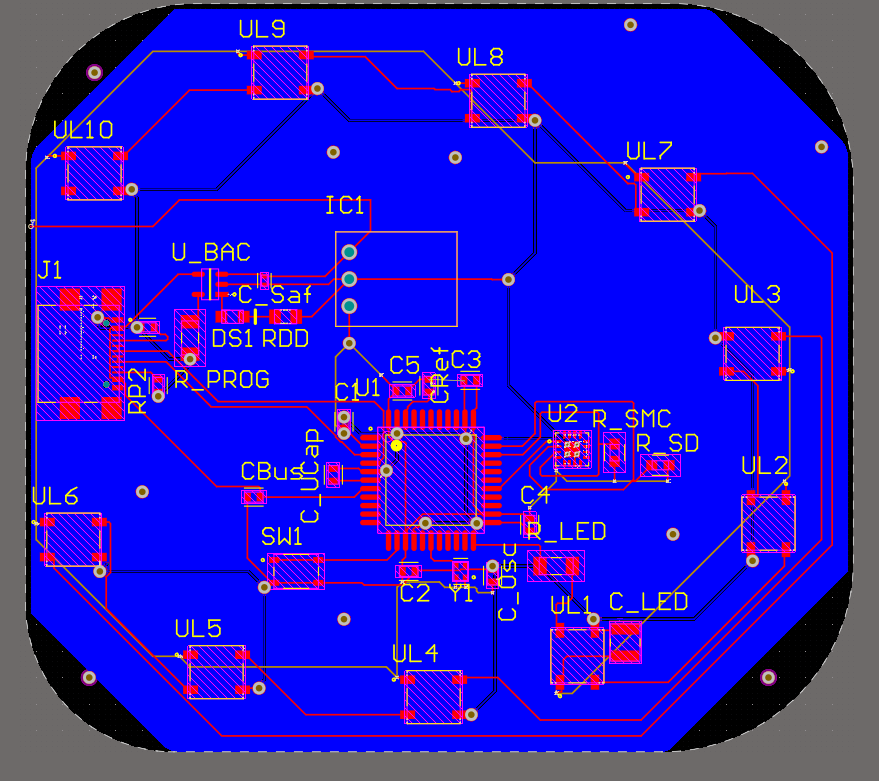 UL9
UL8
UL10
UL7
IC1
U_BAC
J1
C_Saf
UL3
DS1 RDD
C5
CRef
C3
R_PROG
RP2
C1
U1
U2
R_SMC
R_SD
CBus
C_UCap
UL2
UL6
C4
R_LED
SW1
C2
Y1
C_Osc
UL1
C_LED
UL5
UL4